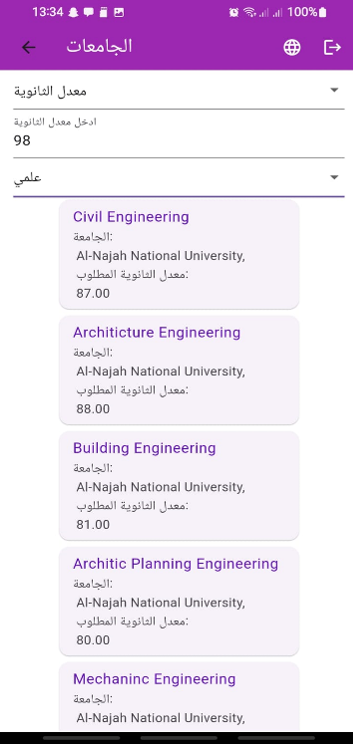 13:34
100%
الجامعات
معدل الثانوية
ادخل معدل الثانوية
98
علمي
Civil Engineering
الجامعة:
Al-Najah National University,
معدل الثانوية المطلوب:
87.00
Architicture Engineering
الجامعة:
Al-Najah National University,
معدل الثانوية المطلوب:
88.00
Building Engineering
الجامعة:
Al-Najah National University,
معدل الثانوية المطلوب:
81.00
Architic Planning Engineering
الجامعة:
Al-Najah National University,
معدل الثانوية المطلوب:
80.00
Mechaninc Engineering
الجامعة:
Al-Najah National University,